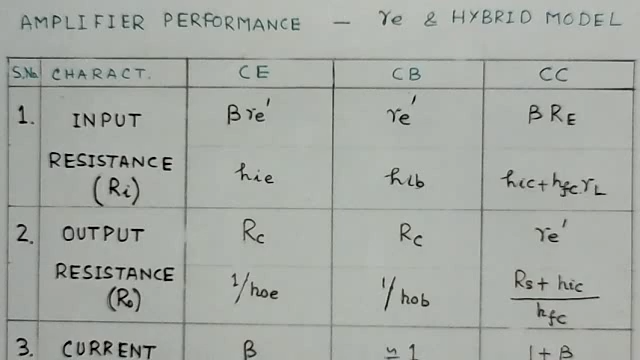 AMPLIFIER PERFORMANCE — re & HYBRID MODEL
S.No CHARACT. CE CB CC
1. INPUT βre' re' βRE
RESISTANCE hie hib hic+hfc rL
(Ri)
2. OUTPUT Rc Rc re'
RESISTANCE 1/hoe 1/hob Rs + hic
(Ro) hfc
3. CURRENT β ≃ 1 1 + β